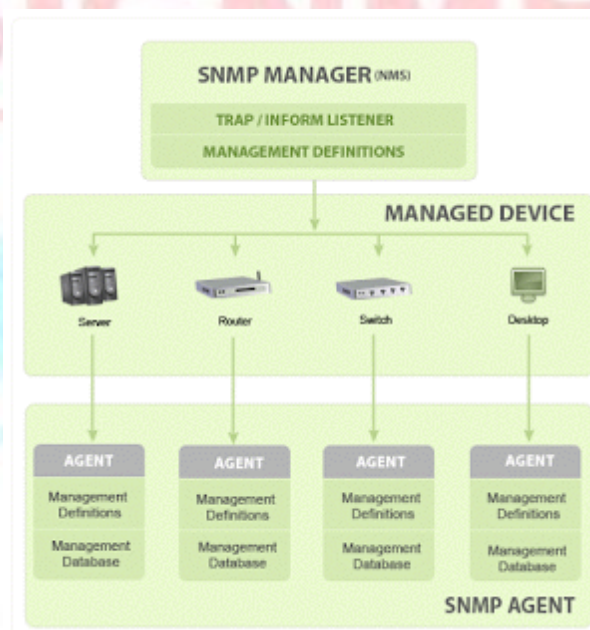 SNMP MANAGER (NMS)
TRAP / INFORM LISTENER
MANAGEMENT DEFINITIONS
MANAGED DEVICE
Server
Router
Switch
Desktop
AGENT
Management
Definitions
Management
Database
AGENT
Management
Definitions
Management
Database
AGENT
Management
Definitions
Management
Database
AGENT
Management
Definitions
Management
Database
SNMP AGENT